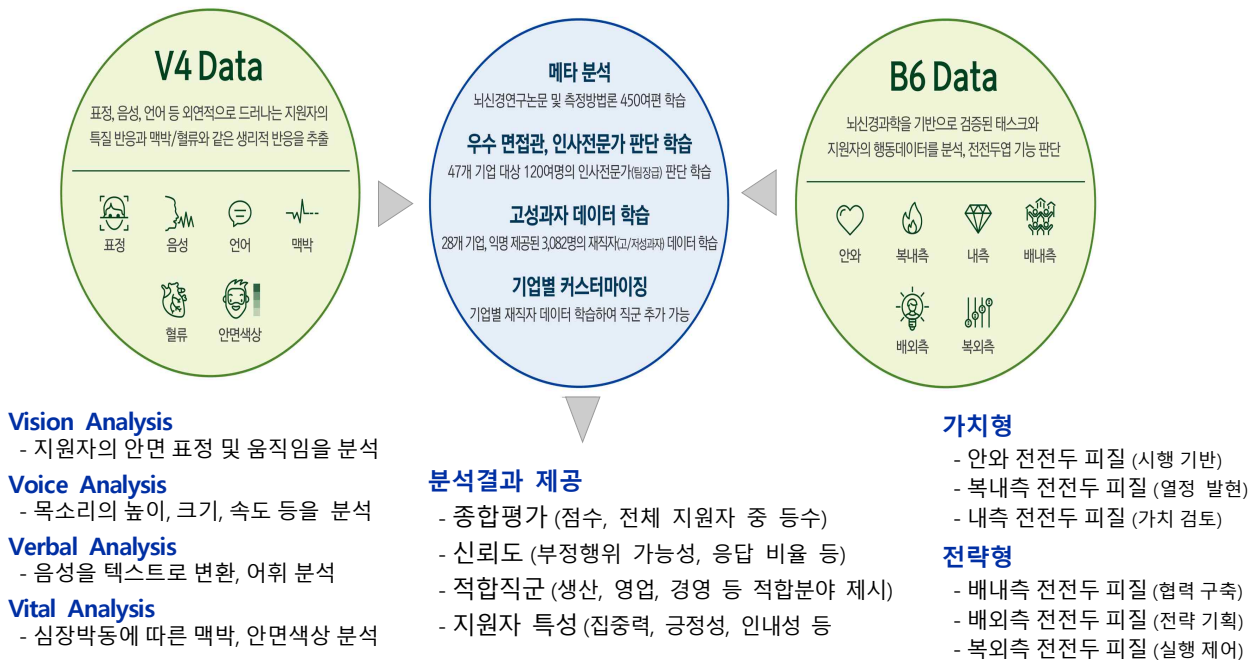 V4 Data
표정, 음성, 언어 등 외연적으로 드러나는 지원자의
특질 반응과 맥박/혈류와 같은 생리적 반응을 추출
표정
음성
언어
맥박
혈류
안면색상
메타 분석
뇌신경연구논문 및 측정방법론 450여편 학습
우수 면접관, 인사전문가 판단 학습
47개 기업 대상 120여명의 인사전문가(팀장급) 판단 학습
고성과자 데이터 학습
28개 기업, 익명 제공된 3,082명의 재직자(고/저성과자) 데이터 학습
기업별 커스터마이징
기업별 재직자 데이터 학습하여 직군 추가 가능
B6 Data
뇌신경과학을 기반으로 검증된 태스크와
지원자의 행동데이터를 분석, 전전두엽 기능 판단
안와
복내측
내측
배내측
배외측
복외측
Vision Analysis
- 지원자의 안면 표정 및 움직임을 분석
Voice Analysis
- 목소리의 높이, 크기, 속도 등을 분석
Verbal Analysis
- 음성을 텍스트로 변환, 어휘 분석
Vital Analysis
- 심장박동에 따른 맥박, 안면색상 분석
분석결과 제공
- 종합평가 (점수, 전체 지원자 중 등수)
- 신뢰도 (부정행위 가능성, 응답 비율 등)
- 적합직군 (생산, 영업, 경영 등 적합분야 제시)
- 지원자 특성 (집중력, 긍정성, 인내성 등
가치형
- 안와 전전두 피질 (시행 기반)
- 복내측 전전두 피질 (열정 발현)
- 내측 전전두 피질 (가치 검토)
전략형
- 배내측 전전두 피질 (협력 구축)
- 배외측 전전두 피질 (전략 기획)
- 복외측 전전두 피질 (실행 제어)